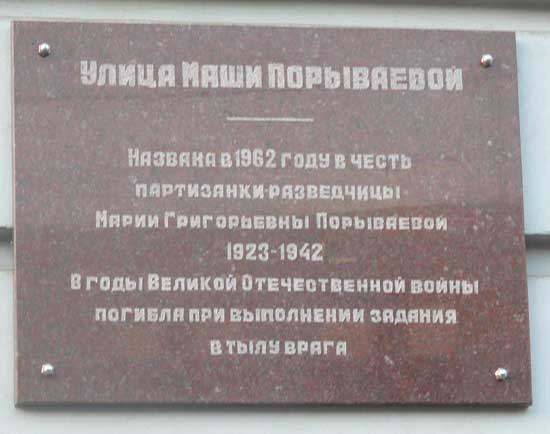 Улица Маши Порываевой
Названа в 1962 году в честь
партизанки-разведчицы
Марии Григорьевны Порываевой
1923-1942
В годы Великой Отечественной войны
погибла при выполнении задания
в тылу врага